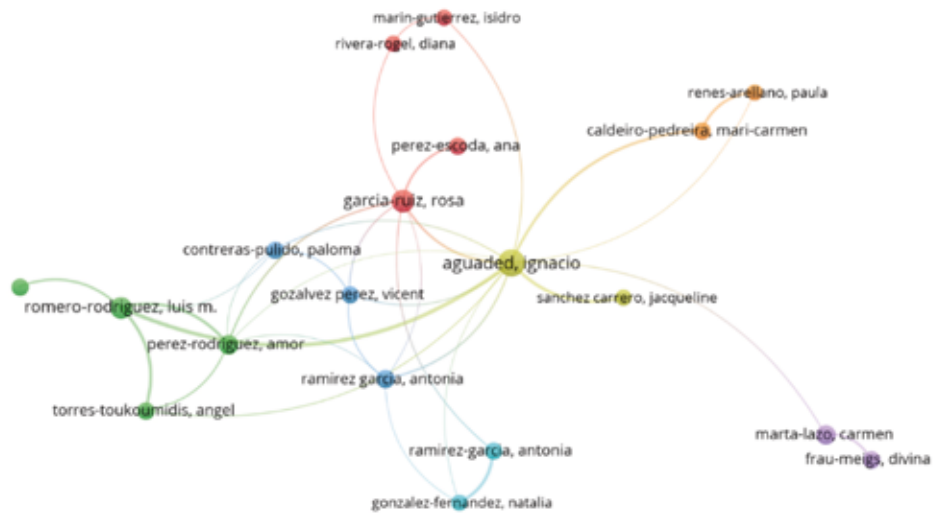 marin-gutierrez, isidro
rivera-rogel, diana
renes-arellano, paula
caldeiro-pedreira, mari-carmen
perez-escoda, ana
garcia-ruiz, rosa
contreras-pulido, paloma
aguaded, ignacio
gozalvez perez, vicent
sanchez carrero, jacqueline
romero-rodriguez, luis m.
perez-rodriguez, amor
ramirez garcia, antonia
torres-toukoumidis, angel
marta-lazo, carmen
ramirez-garcia, antonia
frau-meigs, divina
gonzalez-fernandez, natalia